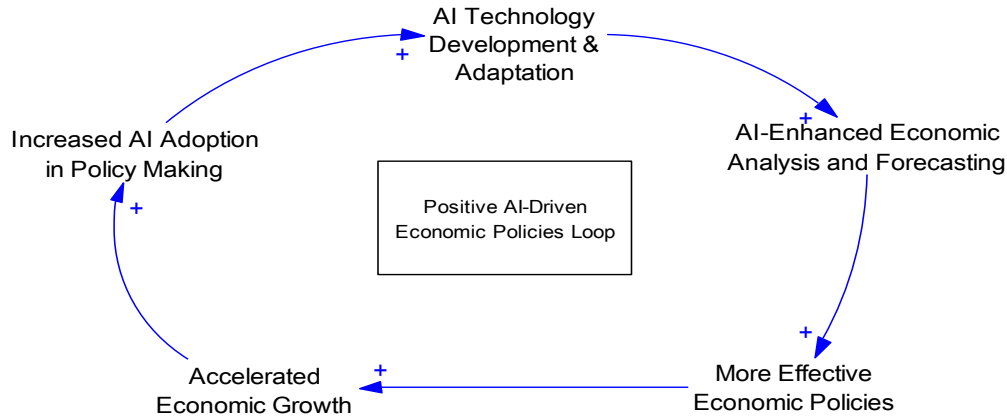 AI Technology
Development &
Adaptation
+
+
AI-Enhanced Economic
Analysis and Forecasting
Increased AI Adoption
in Policy Making
+
Positive AI-Driven
Economic Policies Loop
+
More Effective
Economic Policies
+
Accelerated
Economic Growth